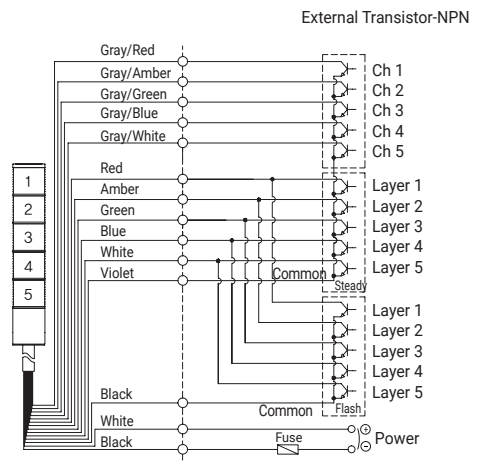 External Transistor-NPN
Gray/Red
Gray/Amber
Gray/Green
Gray/Blue
Gray/White
Ch 1
Ch 2
Ch 3
Ch 4
Ch 5
1
2
3
4
5
Red
Amber
Green
Blue
White
Violet
Layer 1
Layer 2
Layer 3
Layer 4
Layer 5
Common
Steady
Layer 1
Layer 2
Layer 3
Layer 4
Layer 5
Black
Common
Flash
White
Black
Fuse
+
-
Power